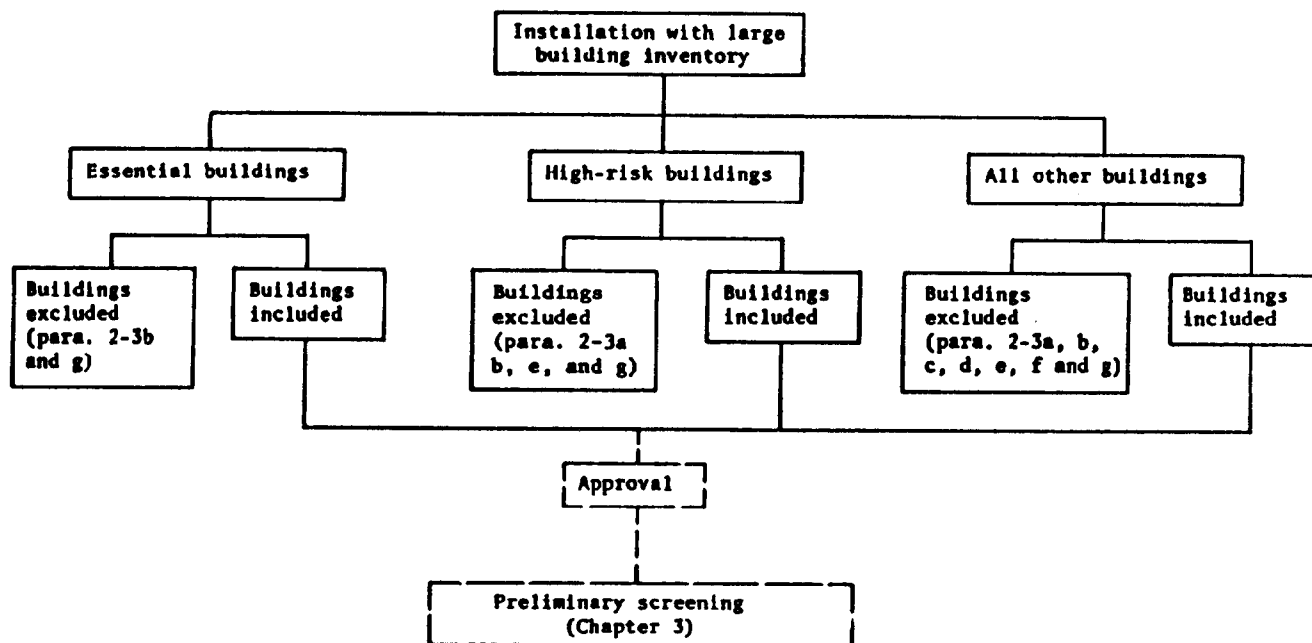 Installation with large
building inventory
Essential buildings
High-risk buildings
All other buildings
Buildings
excluded
(para. 2-3b
and g)
Buildings
included
Buildings
excluded
(para. 2-3a
b, e, and g)
Buildings
included
Buildings
excluded
(para. 2-3a, b,
c, d, e, f and g)
Buildings
included
Approval
Preliminary screening
(Chapter 3)